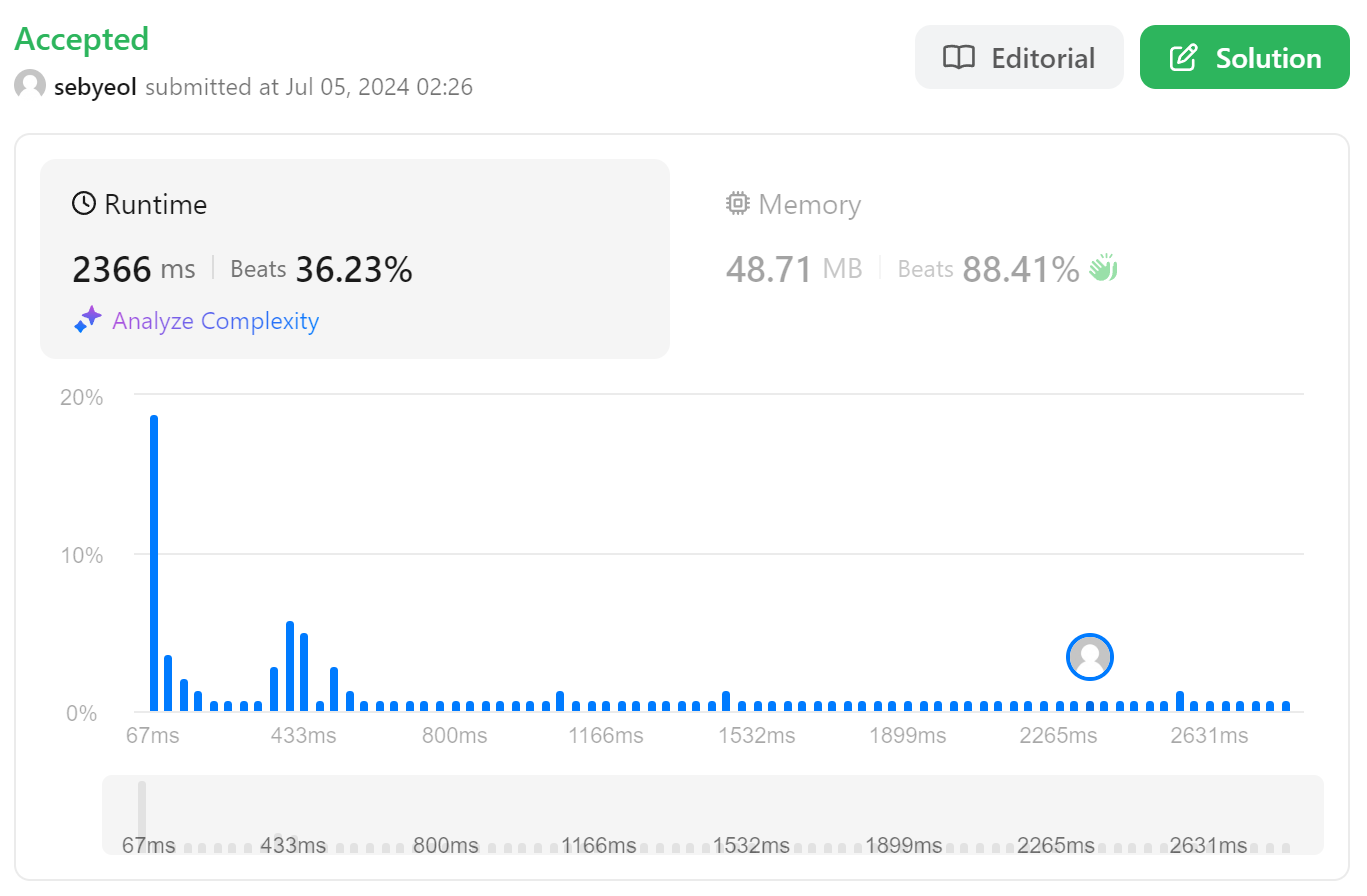 Accepted
sebyeol submitted at Jul 05, 2024 02:26
Editorial
Solution
Runtime
2366 ms Beats 36.23%
Analyze Complexity
Memory
48.71 MB Beats 88.41%
20%
10%
0%
67ms 433ms 800ms 1166ms 1532ms 1899ms 2265ms 2631ms
67ms 433ms 800ms 1166ms 1532ms 1899ms 2265ms 2631ms